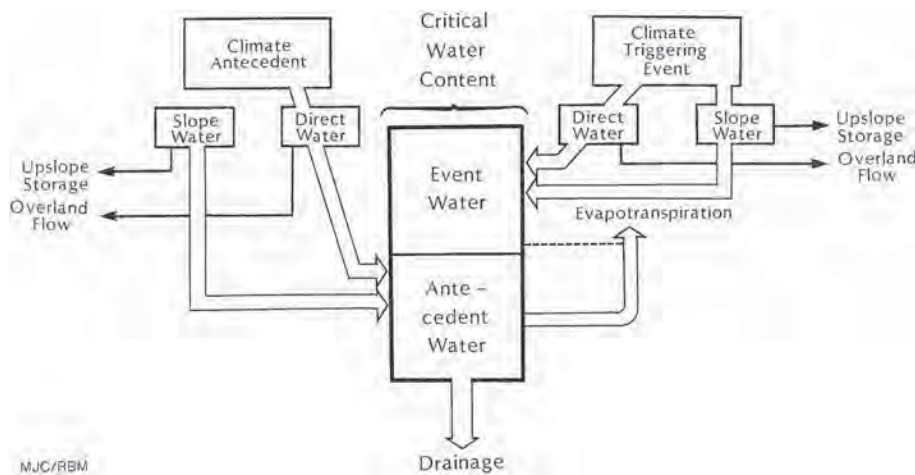 Critical
Water
Content
Climate
Antecedent
Climate
Triggering
Event
Slope
Water
Direct
Water
Direct
Water
Slope
Water
Upslope
Storage
Overland
Flow
Upslope
Storage
Overland
Flow
Event
Water
Evapotranspiration
Ante -
cedent
Water
Drainage
MJC/RBM